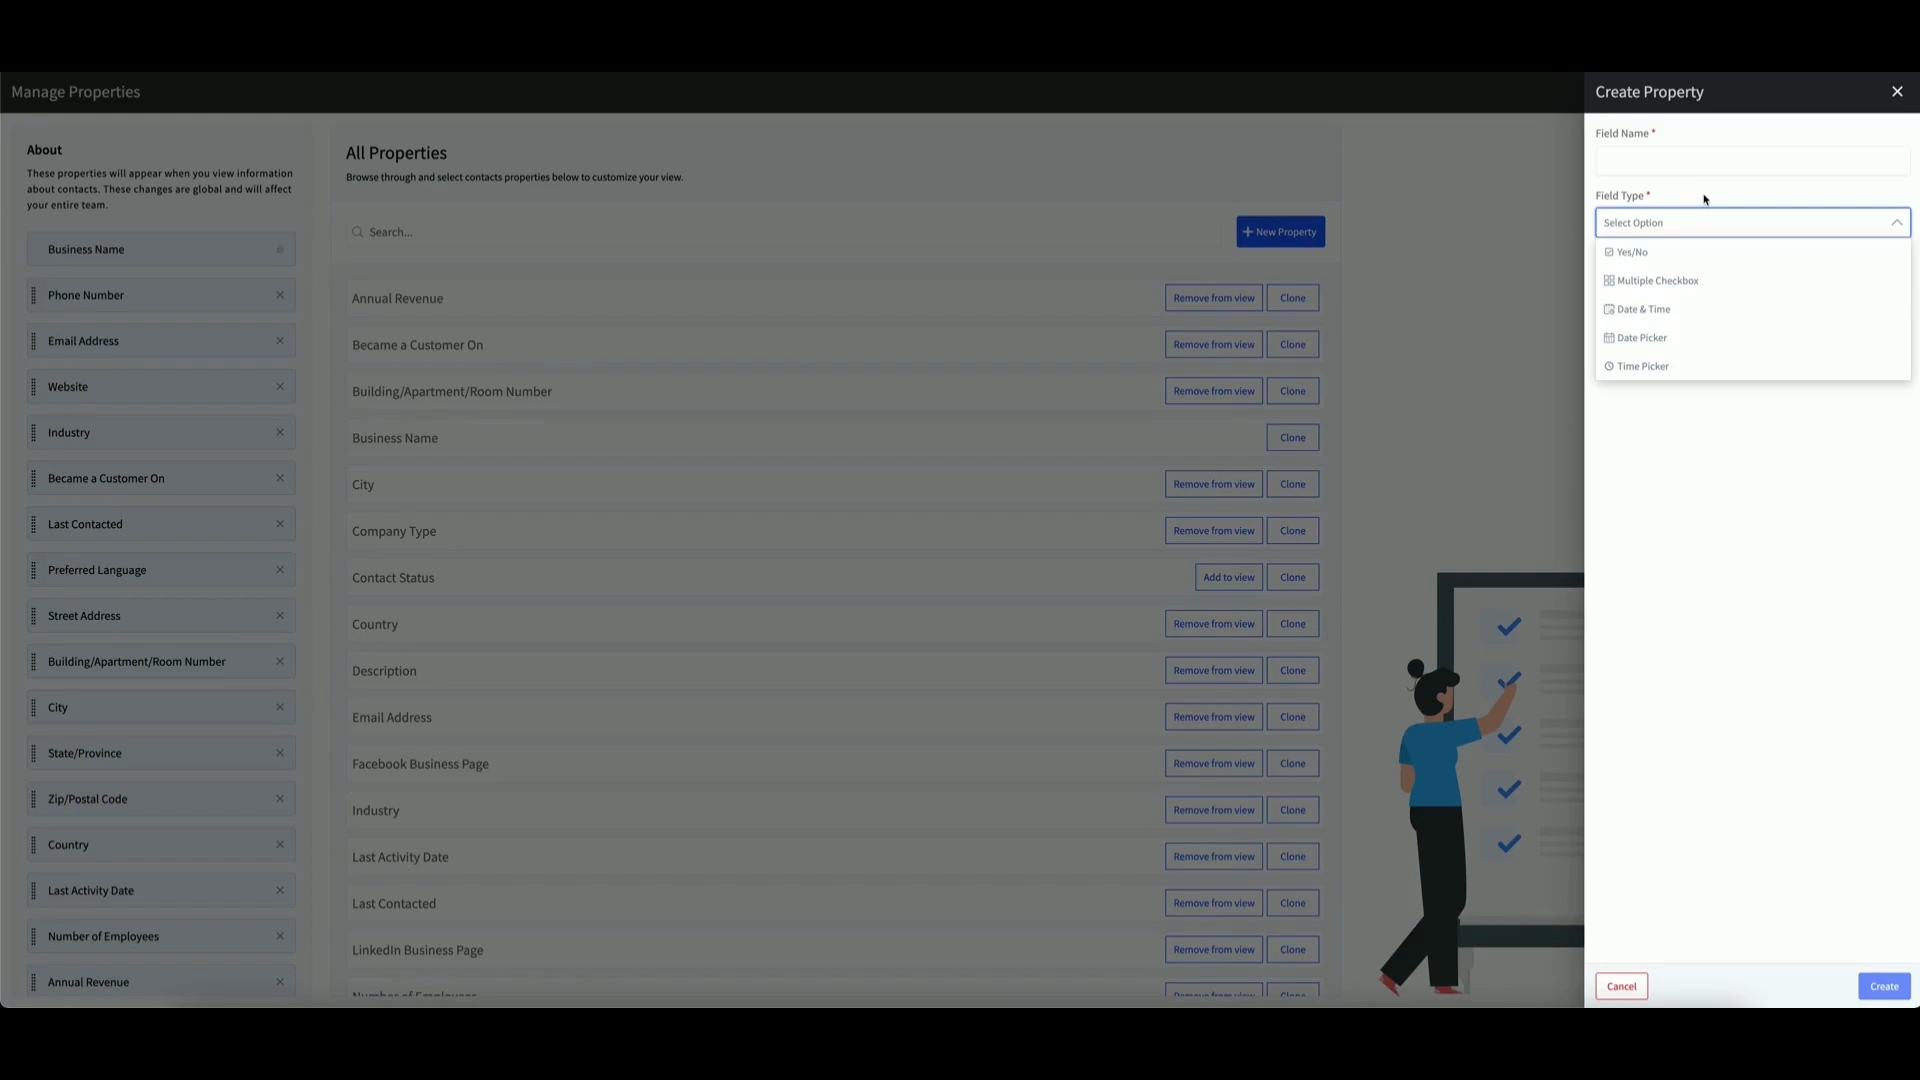 Manage Properties
About
These properties will appear when you view information
about contacts. These changes are global and will affect
your entire team.
Business Name
Phone Number
Email Address
Website
Industry
Became a Customer On
Last Contacted
Preferred Language
Street Address
Building/Apartment/Room Number
City
State/Province
Zip/Postal Code
Country
Last Activity Date
Number of Employees
Annual Revenue
All Properties
Browse through and select contacts properties below to customize your view.
Search...
New Property
Annual Revenue Remove from view Clone
Became a Customer On Remove from view Clone
Building/Apartment/Room Number Remove from view Clone
Business Name Clone
City Remove from view Clone
Company Type Remove from view Clone
Contact Status Add to view Clone
Country Remove from view Clone
Description Remove from view Clone
Email Address Remove from view Clone
Facebook Business Page Remove from view Clone
Industry Remove from view Clone
Last Activity Date Remove from view Clone
Last Contacted Remove from view Clone
LinkedIn Business Page Remove from view Clone
Number of Employees Remove from view Clone
Create Property
Field Name *
Field Type *
Select Option
Yes/No
Multiple Checkbox
Date & Time
Date Picker
Time Picker
Cancel
Create